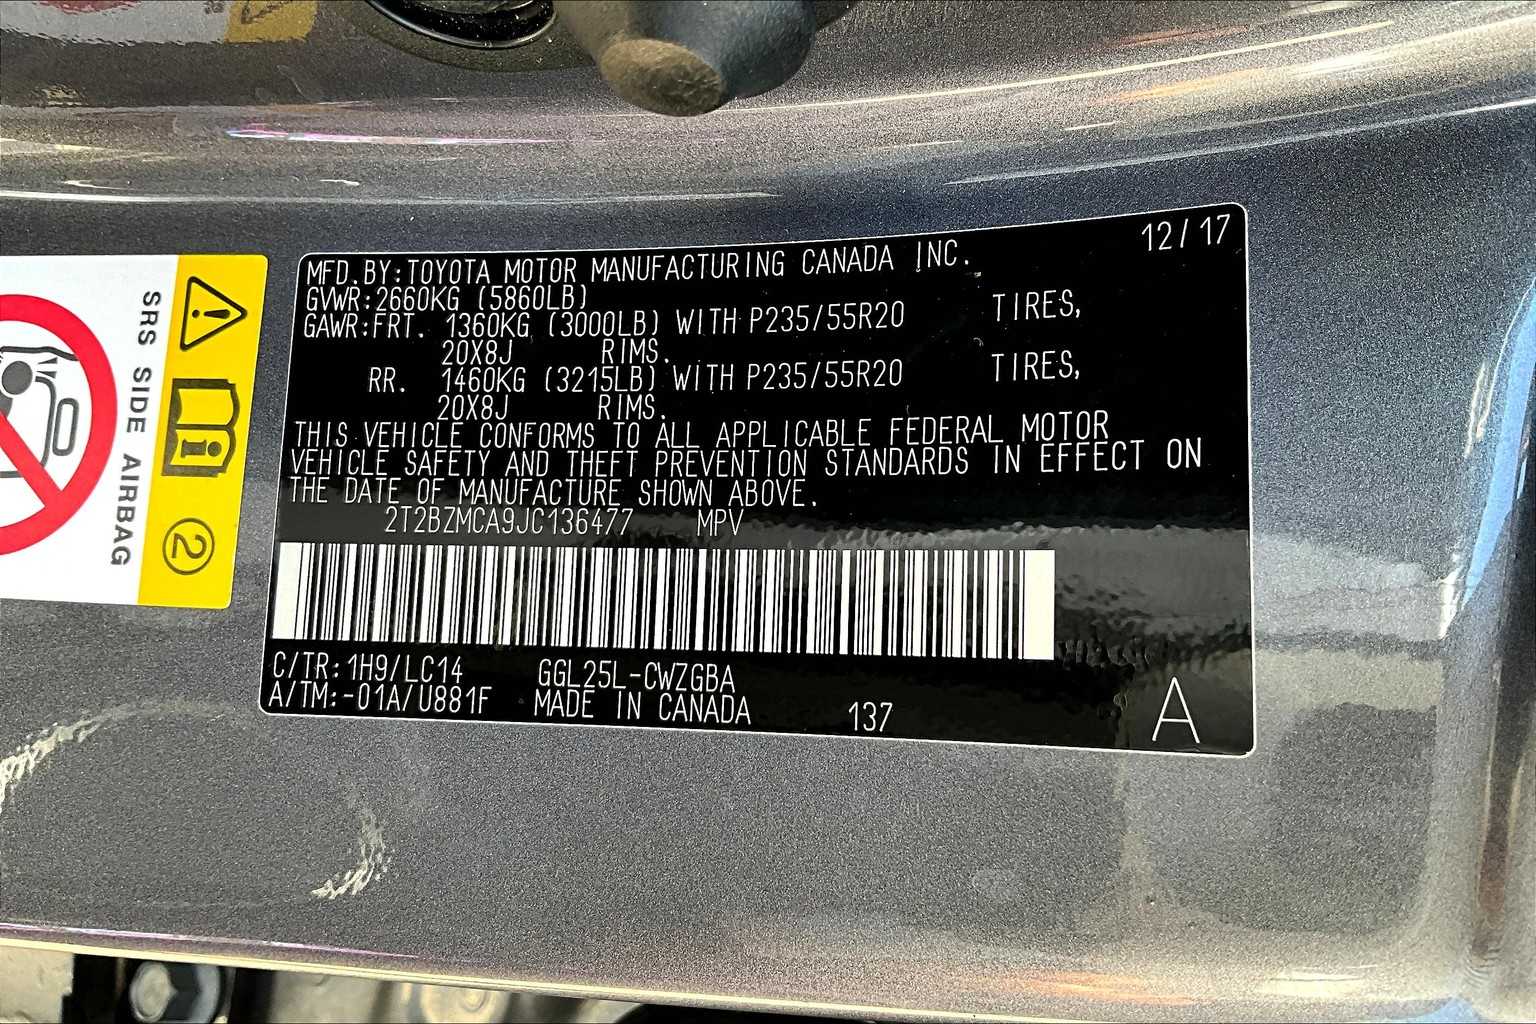 12/17
MFD.BY:TOYOTA MOTOR MANUFACTURING CANADA INC.
GVWR:2660KG (5860LB)
GAWR:FRT. 1360KG (3000LB) WITH P235/55R20 TIRES,
20X8J RIMS.
RR. 1460KG (3215LB) WITH P235/55R20 TIRES,
20X8J RIMS.
THIS VEHICLE CONFORMS TO ALL APPLICABLE FEDERAL MOTOR
VEHICLE SAFETY AND THEFT PREVENTION STANDARDS IN EFFECT ON
THE DATE OF MANUFACTURE SHOWN ABOVE.
2T2BZMCA9JC136477 MPV
C/TR:1H9/LC14 GGL25L-CWZGBA
A/TM:-01A/U881F MADE IN CANADA 137 A
SRS SIDE AIRBAG
2